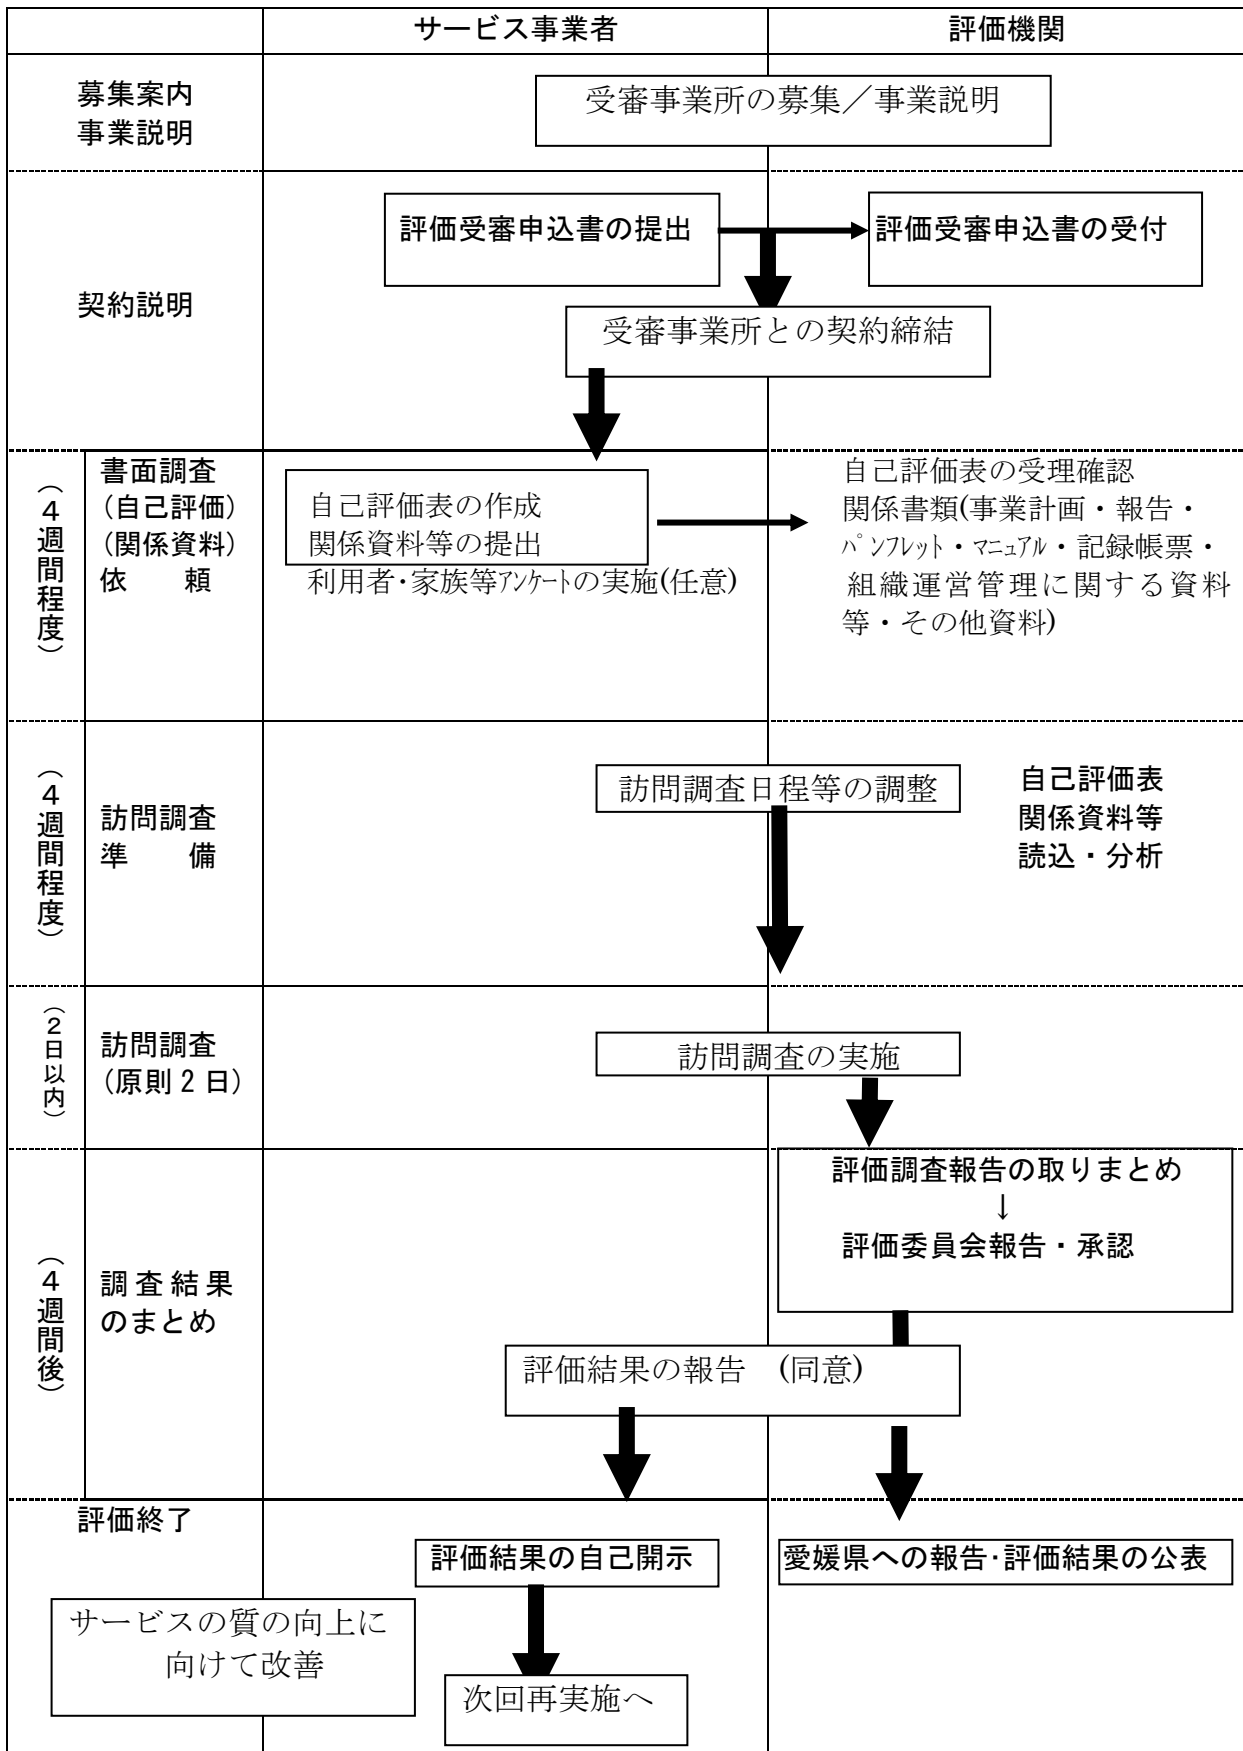 サービス事業者
評価機関
募集案内
事業説明
受審事業所の募集／事業説明
契約説明
評価受審申込書の提出
評価受審申込書の受付
受審事業所との契約締結
（４週間程度）
書面調査
（自己評価）
（関係資料）
依　　頼
自己評価表の作成
関係資料等の提出
利用者･家族等ｱﾝｹｰﾄの実施(任意)
自己評価表の受理確認
関係書類(事業計画・報告・
ﾊﾟﾝﾌﾚｯﾄ・ﾏﾆｭｱﾙ・記録帳票・
組織運営管理に関する資料
等・その他資料)
（４週間程度）
訪問調査
準　　備
訪問調査日程等の調整
自己評価表
関係資料等
読込・分析
（２日以内）
訪問調査
（原則２日）
訪問調査の実施
（４週間後）
調査結果
のまとめ
評価調査報告の取りまとめ
↓
評価委員会報告・承認
評価結果の報告　(同意)
評価終了
評価結果の自己開示
愛媛県への報告･評価結果の公表
サービスの質の向上に
向けて改善
次回再実施へ